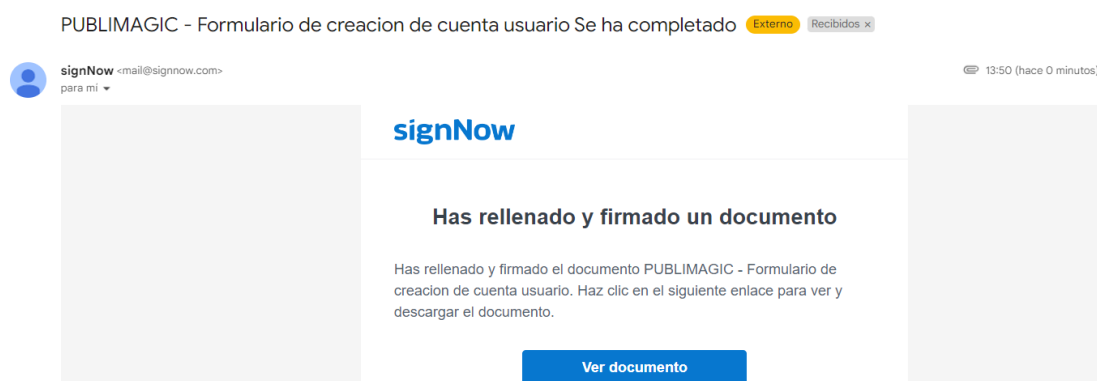 PUBLIMAGIC - Formulario de creacion de cuenta usuario Se ha completado Externo Recibidos x
signNow <mail@signnow.com> 13:50 (hace 0 minutos)
para mi
signNow
Has rellenado y firmado un documento
Has rellenado y firmado el documento PUBLIMAGIC - Formulario de
creacion de cuenta usuario. Haz clic en el siguiente enlace para ver y
descargar el documento.
Ver documento